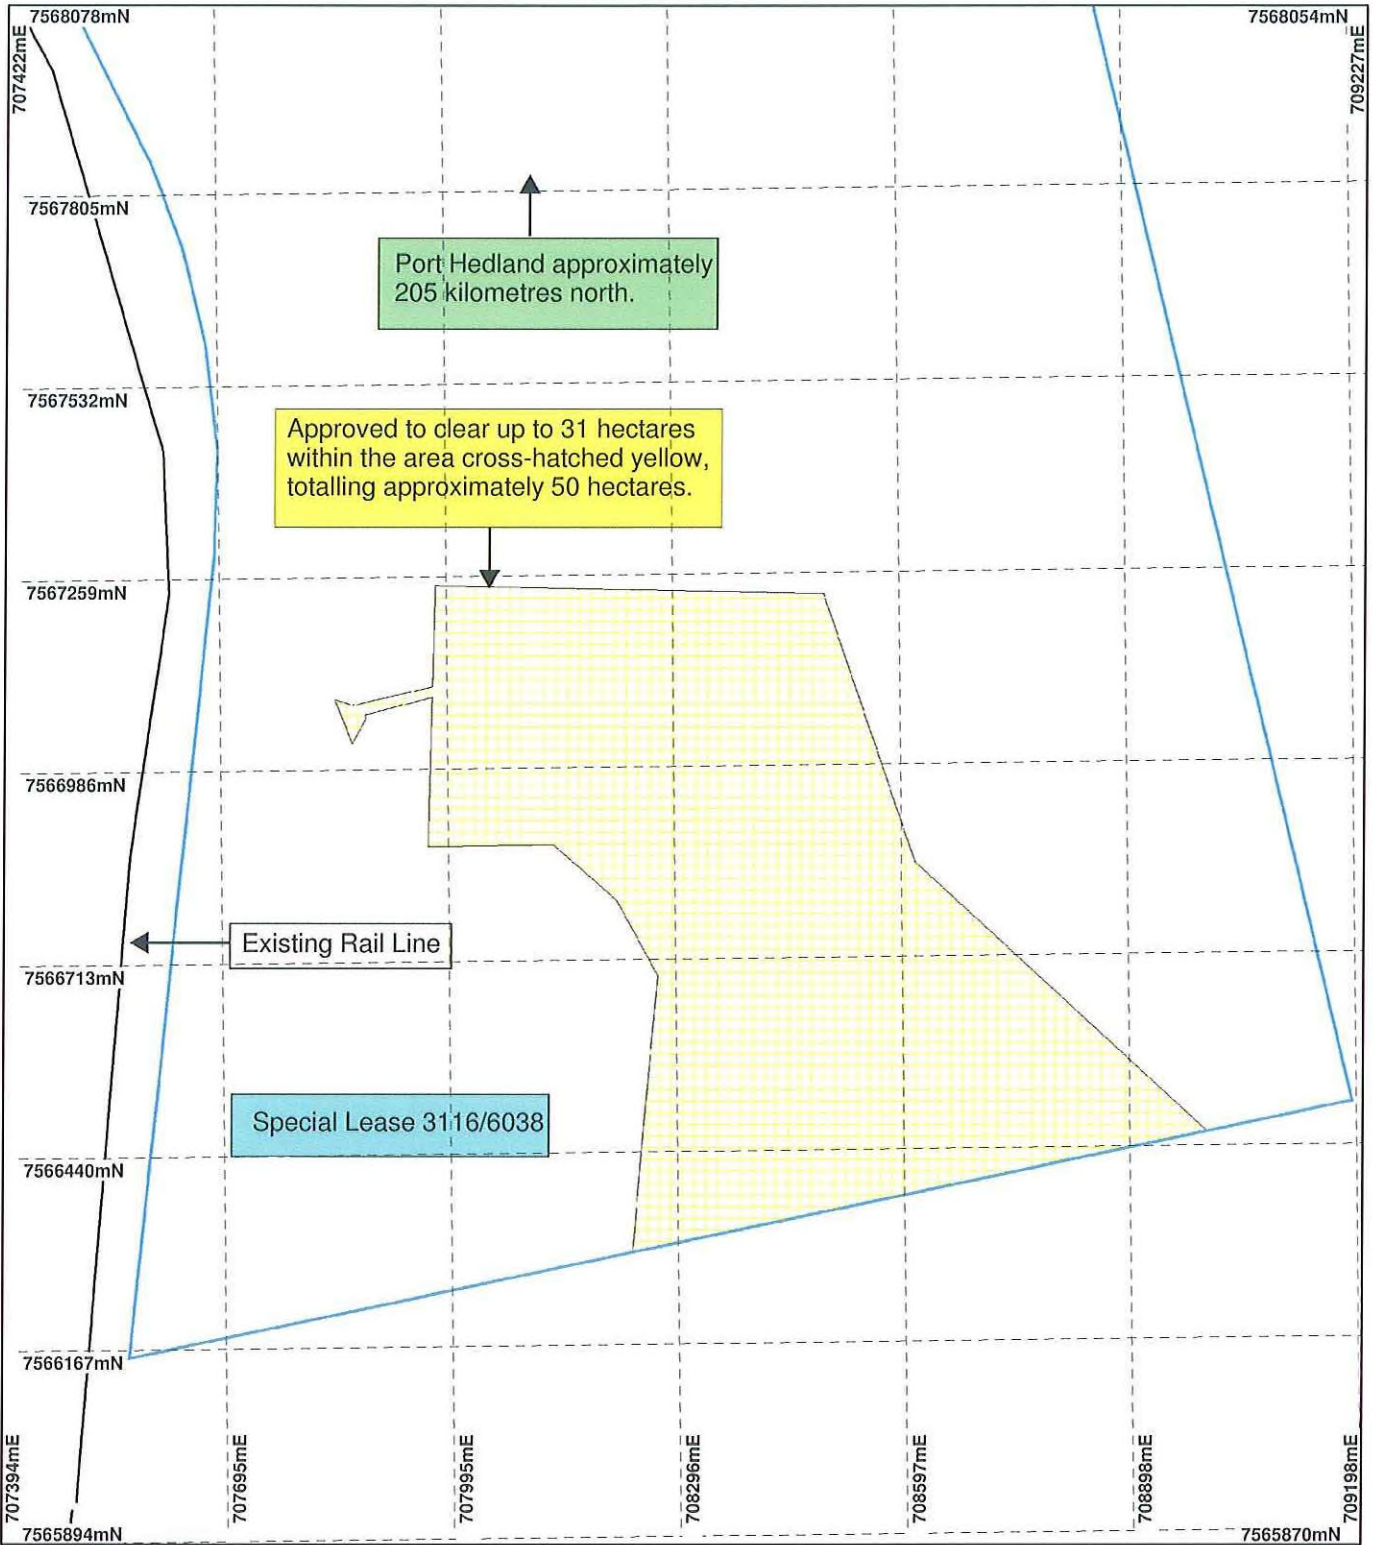 7568078mN
7568054mN
707422mE
709227mE
7567805mN
Port Hedland approximately
205 kilometres north.
7567532mN
Approved to clear up to 31 hectares
within the area cross-hatched yellow,
totalling approximately 50 hectares.
7567259mN
7566986mN
Existing Rail Line
7566713mN
Special Lease 3116/6038
7566440mN
7566167mN
707394mE
707695mE
707995mE
708296mE
708597mE
708898mE
709198mE
7565894mN
7565870mN